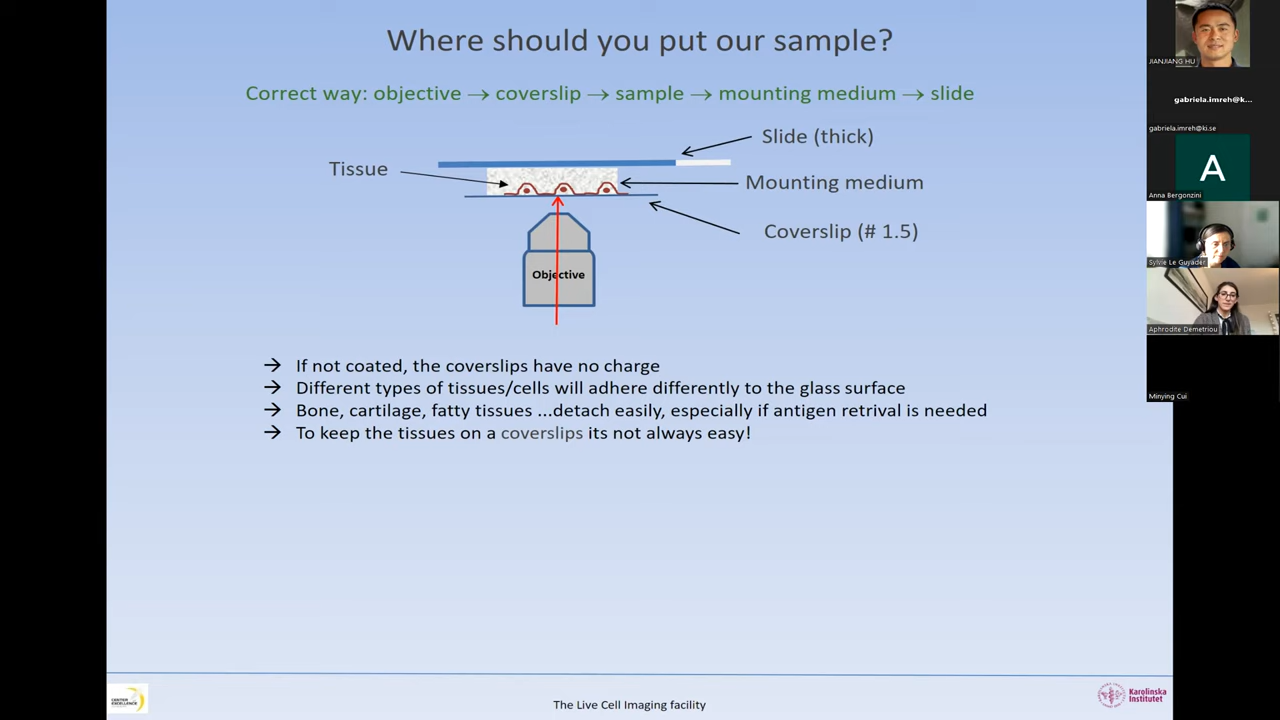 Where should you put our sample?
Correct way: objective → coverslip → sample → mounting medium → slide
Slide (thick)
Tissue
Mounting medium
Coverslip (# 1.5)
Objective
→ If not coated, the coverslips have no charge
→ Different types of tissues/cells will adhere differently to the glass surface
→ Bone, cartilage, fatty tissues ...detach easily, especially if antigen retrival is needed
→ To keep the tissues on a coverslips its not always easy!
The Live Cell Imaging facility
Karolinska
Institutet
JIANJIANG HU
gabriela.imreh@k...
gabriela.imreh@ki.se
A
Anna Bergonzini
Sylvie Le Guyader
Aphrodite Demetriou
Minying Cui